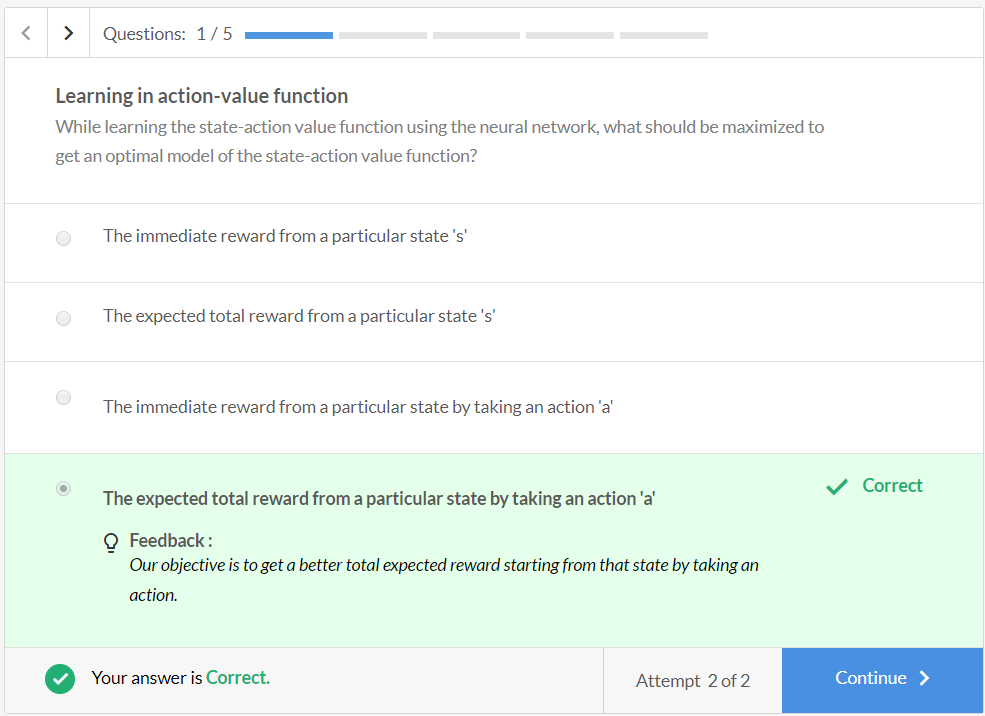 Questions: 1 / 5
Learning in action-value function
While learning the state-action value function using the neural network, what should be maximized to
get an optimal model of the state-action value function?
The immediate reward from a particular state 's'
The expected total reward from a particular state 's'
The immediate reward from a particular state by taking an action 'a'
The expected total reward from a particular state by taking an action 'a'
Correct
Feedback :
Our objective is to get a better total expected reward starting from that state by taking an
action.
Your answer is Correct.
Attempt 2 of 2
Continue